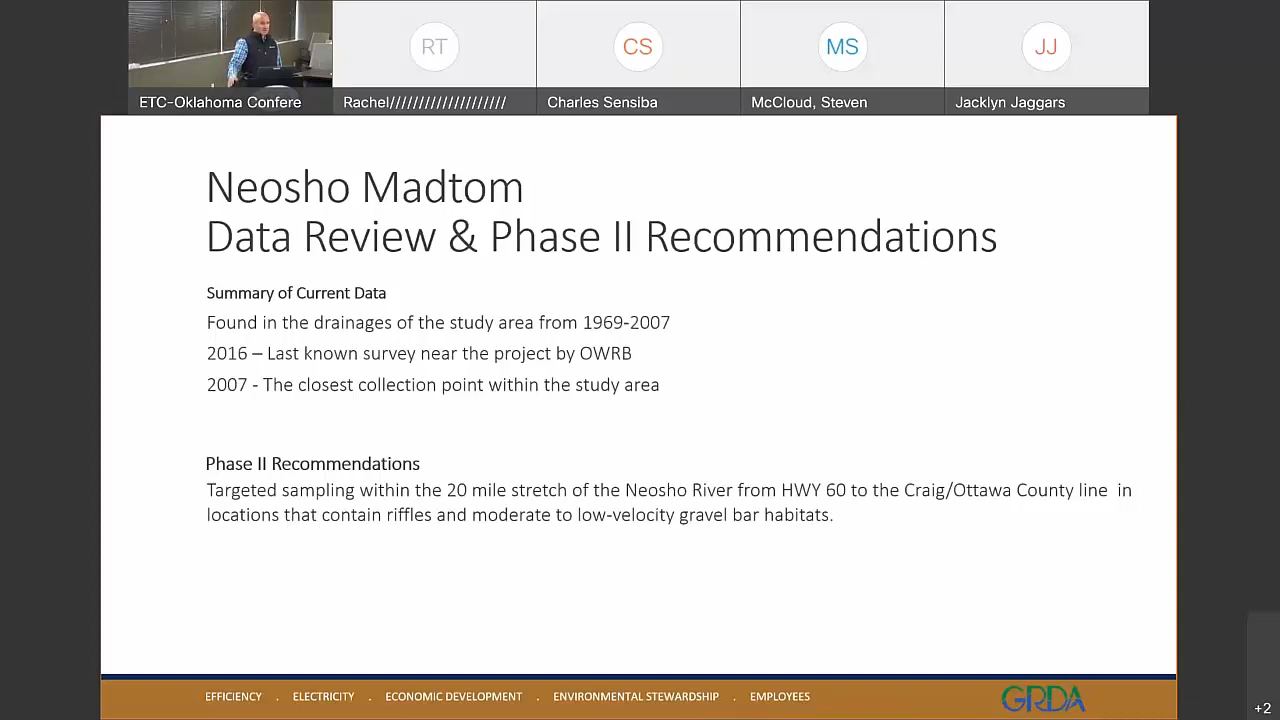 RT
CS
MS
JJ
ETC-Oklahoma Confere
Rachel////////////////////
Charles Sensiba
McCloud, Steven
Jacklyn Jaggars
Neosho Madtom
Data Review & Phase II Recommendations
Summary of Current Data
Found in the drainages of the study area from 1969-2007
2016 – Last known survey near the project by OWRB
2007 - The closest collection point within the study area
Phase II Recommendations
Targeted sampling within the 20 mile stretch of the Neosho River from HWY 60 to the Craig/Ottawa County line in
locations that contain riffles and moderate to low-velocity gravel bar habitats.
EFFICIENCY . ELECTRICITY . ECONOMIC DEVELOPMENT . ENVIRONMENTAL STEWARDSHIP . EMPLOYEES
GRDA
+2